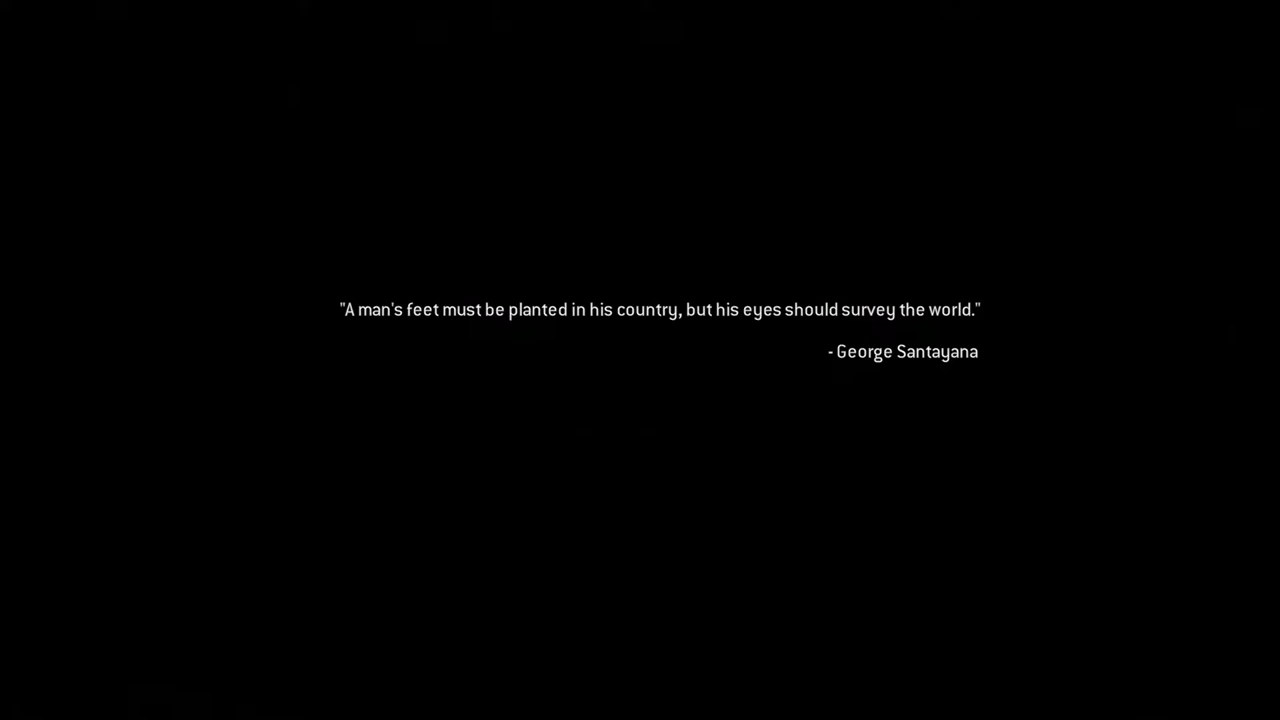 "A man's feet must be planted in his country, but his eyes should survey the world."
- George Santayana